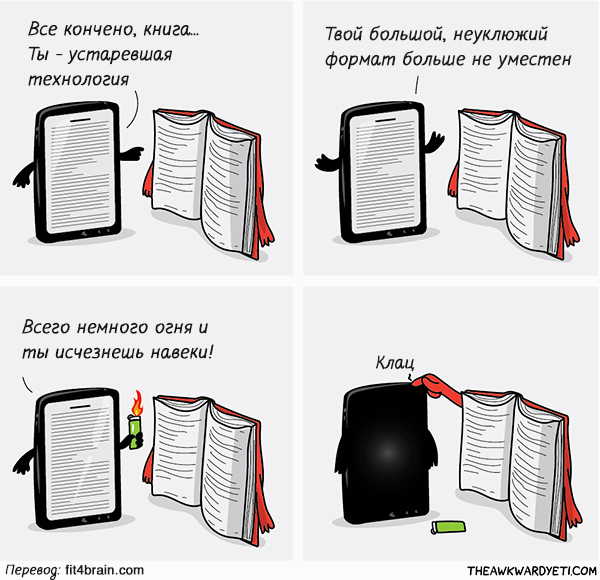 Все кончено, книга...
Ты - устаревшая
технология
Твой большой, неуклюжий
формат больше не уместен
Всего немного огня и
ты исчезнешь навеки!
Клац
Перевод: fit4brain.com
THEAWKWARDYETI.COM